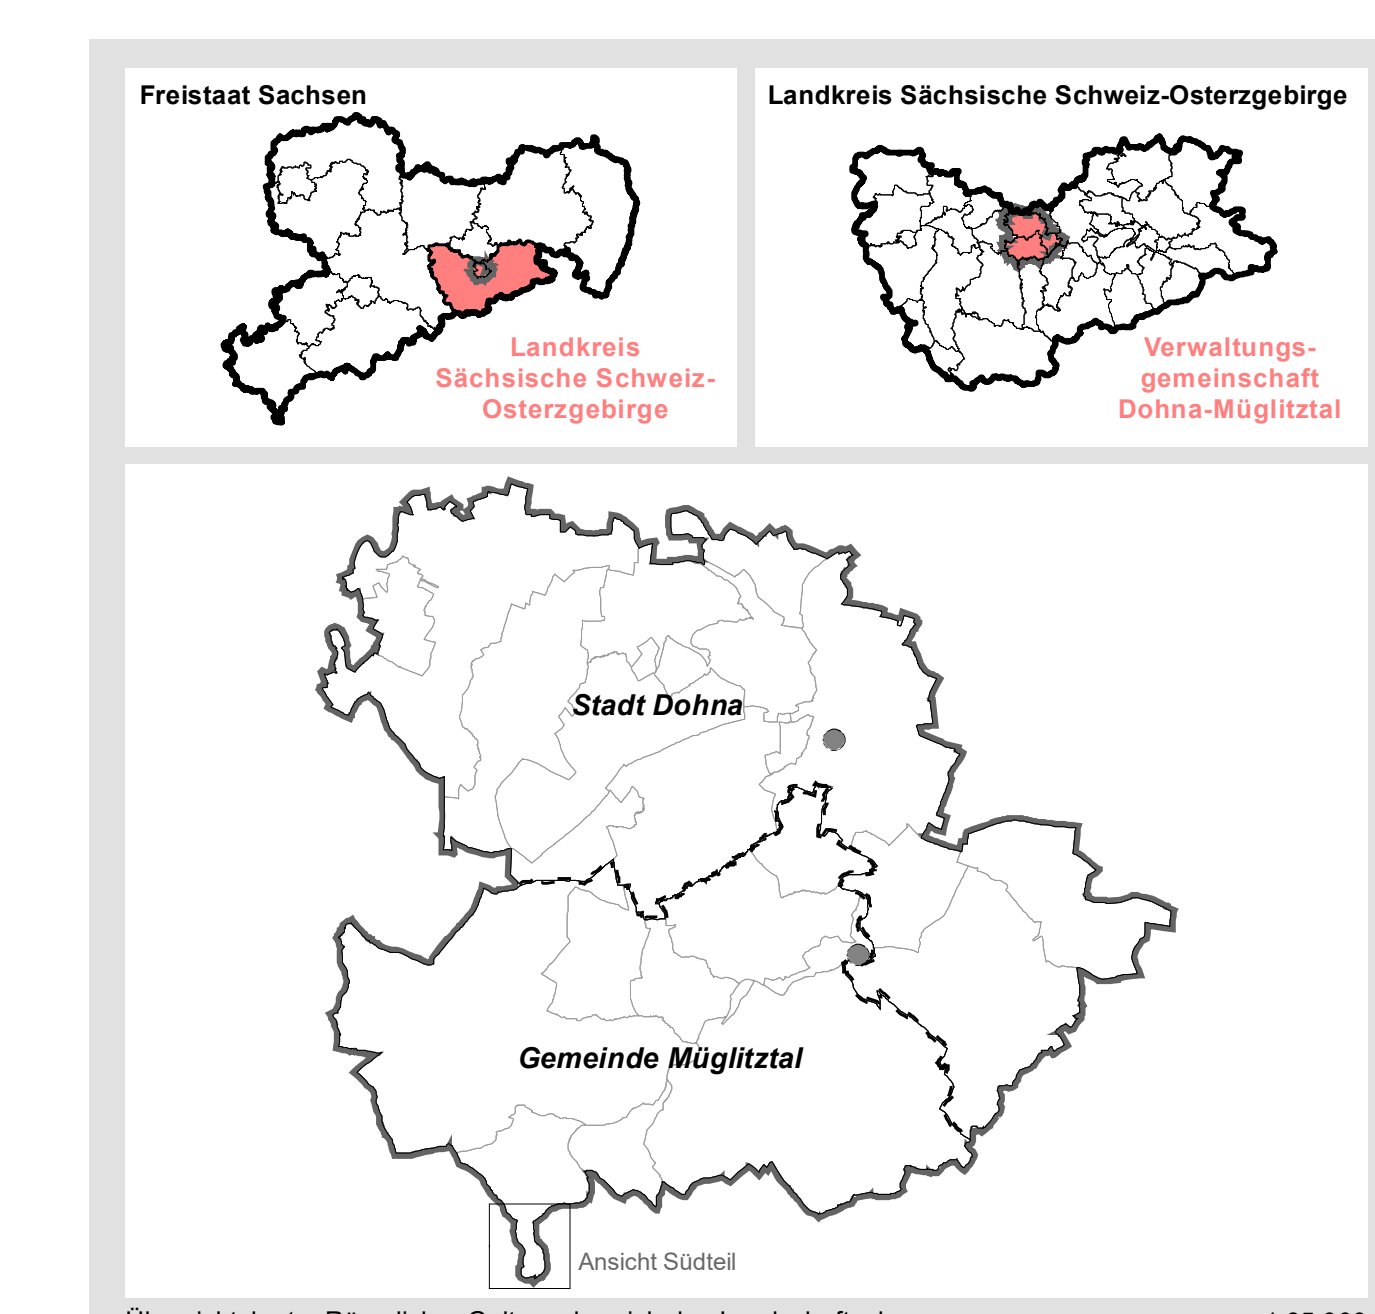 Freistaat Sachsen
Landkreis
Sächsische Schweiz-
Osterzgebirge
Landkreis Sächsische Schweiz-Osterzgebirge
Verwaltungs-
gemeinschaft
Dohna-Müglitztal
Stadt Dohna
Gemeinde Müglitztal
Ansicht Südteil